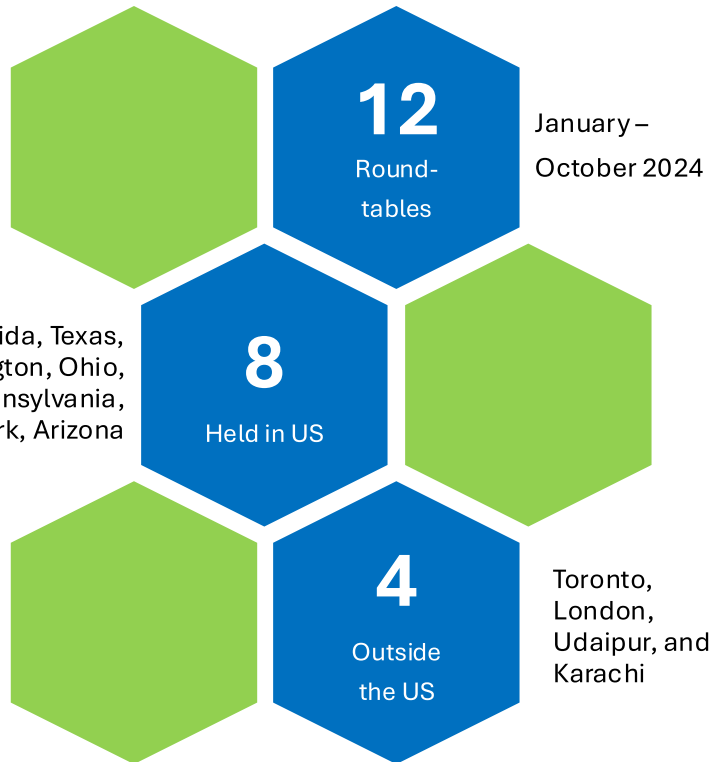 12
Round-
tables
January –
October 2024
Texas,
Ohio,
8
Held in US
Arizona
4
Outside
the US
Toronto,
London,
Udaipur, and
Karachi